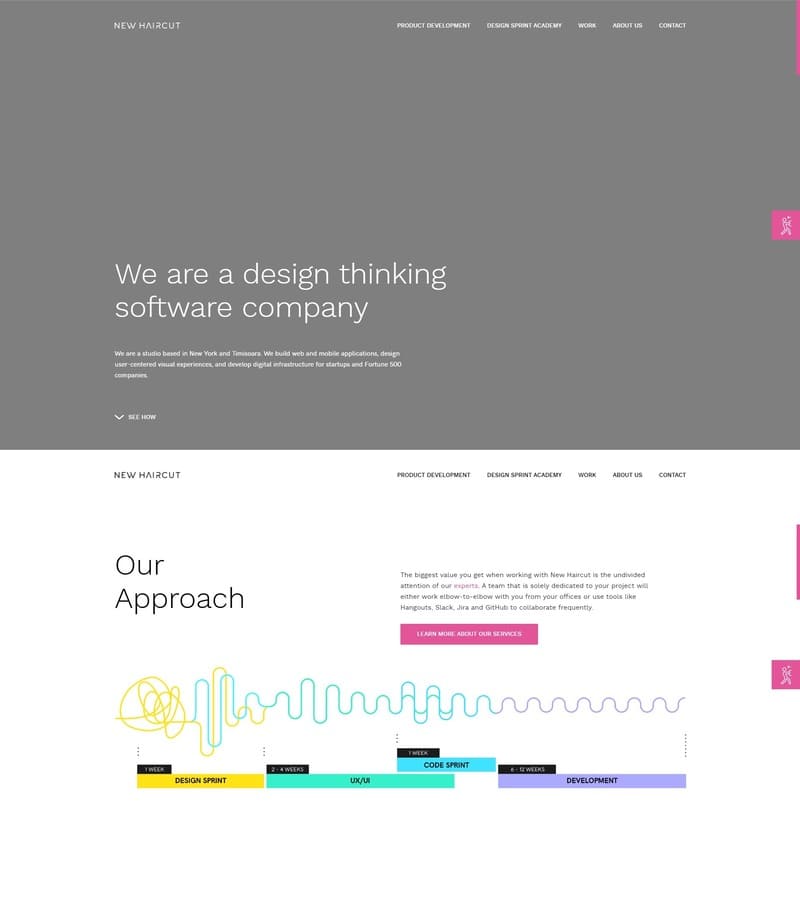 NEW HAIRCUT
PRODUCT DEVELOPMENT DESIGN SPRINT ACADEMY WORK ABOUT US CONTACT
We are a design thinking
software company
We are a studio based in New York and Timisoara. We build web and mobile applications, design
user-centered visual experiences, and develop digital infrastructure for startups and Fortune 500
companies.
SEE HOW
NEW HAIRCUT
PRODUCT DEVELOPMENT DESIGN SPRINT ACADEMY WORK ABOUT US CONTACT
Our
Approach
The biggest value you get when working with New Haircut is the undivided
attention of our experts. A team that is solely dedicated to your project will
either work elbow-to-elbow with you from your offices or use tools like
Hangouts, Slack, Jira and GitHub to collaborate frequently.
LEARN MORE ABOUT OUR SERVICES
1 WEEK
DESIGN SPRINT
2 - 4 WEEKS
UX/UI
1 WEEK
CODE SPRINT
6 - 12 WEEKS
DEVELOPMENT